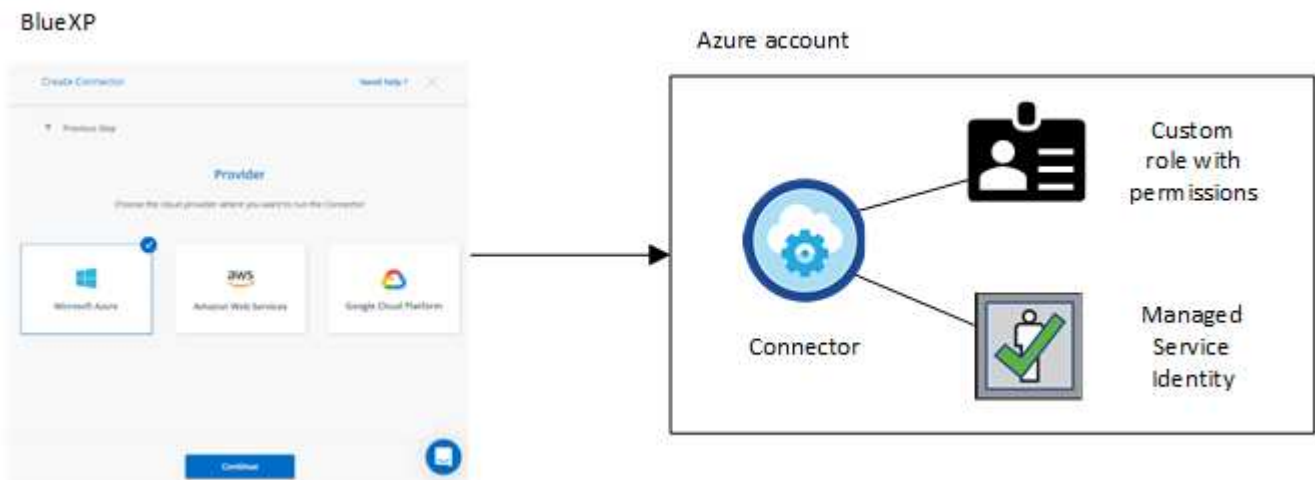 BlueXP
Create Connector
Need help?
Previous Step
Provider
Choose the cloud provider where you want to run the Connector
Microsoft Azure
aws
Amazon Web Services
Google Cloud Platform
Continue
Azure account
Connector
Custom
role with
permissions
Managed
Service
Identity